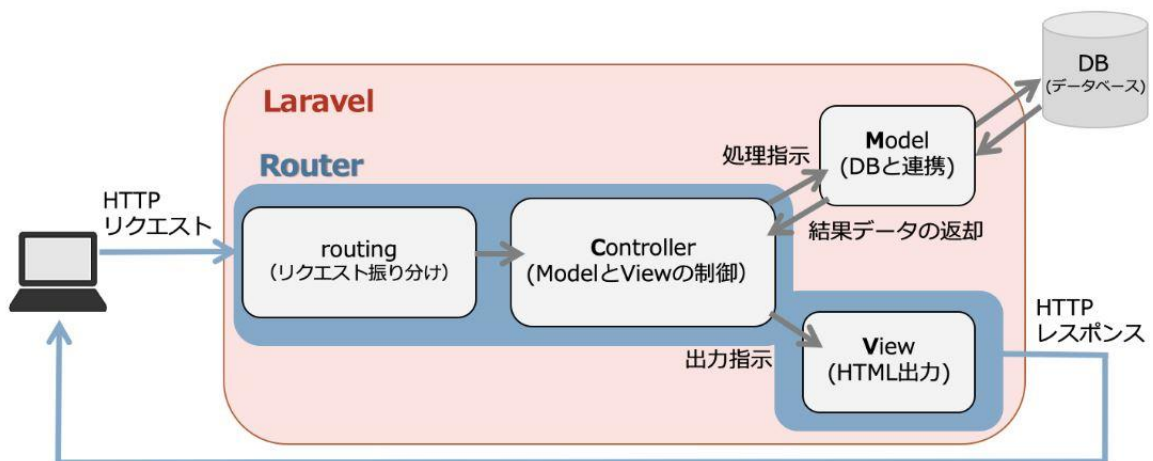 Laravel
Router
HTTP
リクエスト
routing
(リクエスト振り分け)
Controller
(ModelとViewの制御)
処理指示
Model
(DBと連携)
DB
(データベース)
結果データの返却
出力指示
View
(HTML出力)
HTTP
レスポンス